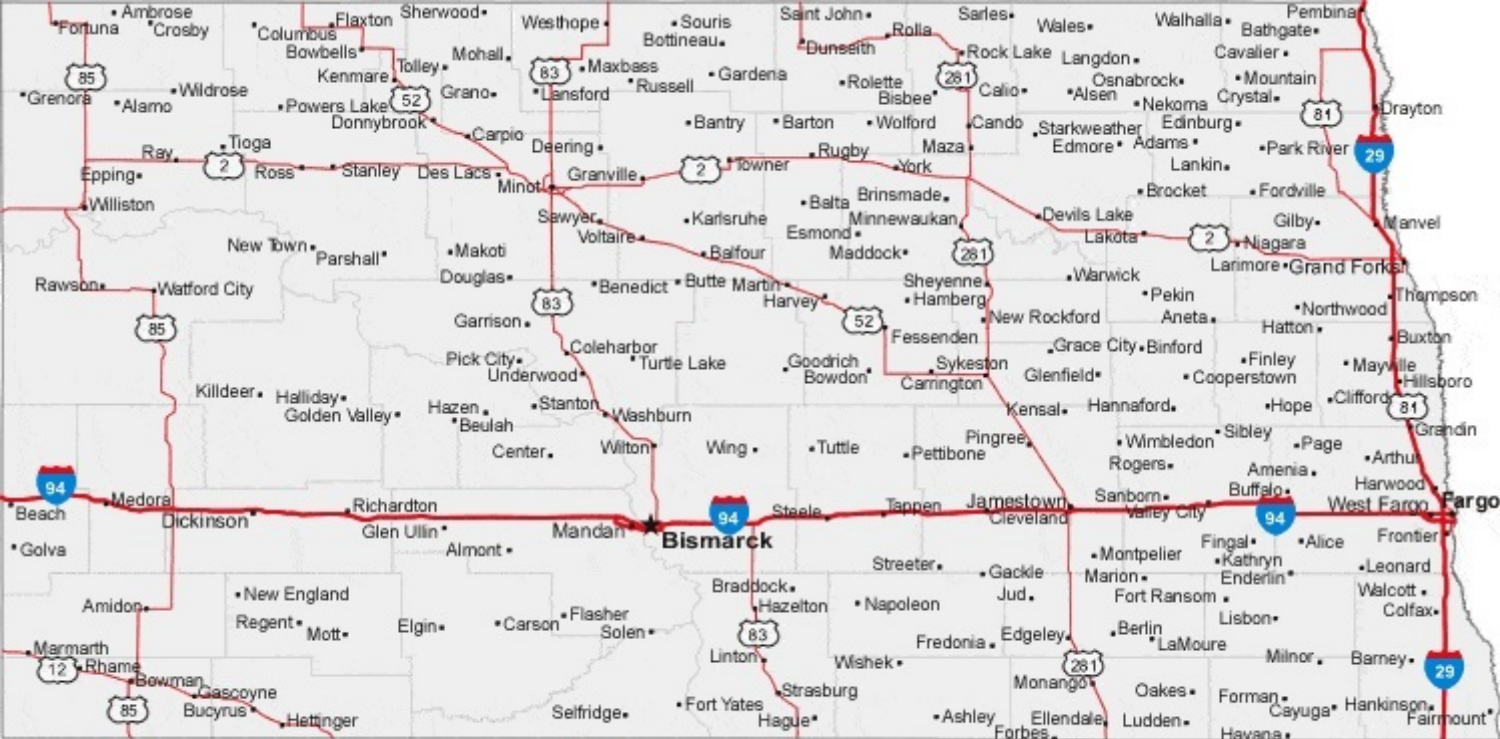 Ambrose
Sherwood
Westhope
Souris
Saint John
Sarles
Wales
Walhalla
Pembina
Fortuna
Crosby
Columbus
Flaxton
Bottineau
Dunseith
Rolla
Bathgate
Bowbells
Mohall
Rock Lake
Langdon
Cavalier
85
Kenmare
Tolley
83
Maxbass
Gardena
Rolette
281
Osnabrock
Mountain
Grenora
Wildrose
52
Grano
Lansford
Russell
Bisbee
Calio
Alsen
Nekoma
Crystal
Alamo
Powers Lake
81
Drayton
Donnybrook
Bantry
Barton
Wolford
Cando
Starkweather
Edinburg
Carpio
Tioga
Deering
Maza
Edmore
Adams
Park River
29
Ray
2
Ross
Stanley
Des Lacs
Granville
2
Towner
Rugby
York
Lankin
Epping
Minot
Brinsmade
Brocket
Fordville
Williston
Sawyer
Karlsruhe
Balta
Minnewaukan
Devils Lake
Gilby
Manvel
New Town
Parshall
Makoti
Voltaire
Balfour
Esmond
Maddock
281
Lakota
2
Niagara
Larimore
Grand Forks
Rawson
Watford City
Douglas
Benedict
Butte
Martin
Harvey
Sheyenne
Hamberg
Warwick
Pekin
Thompson
85
83
Garrison
52
New Rockford
Aneta
Northwood
Hatton
Fessenden
Buxton
Pick City
Coleharbor
Turtle Lake
Goodrich
Grace City
Binford
Finley
Mayville
Underwood
Bowdon
Sykeston
Carrington
Glenfield
Cooperstown
Hillsboro
Killdeer
Halliday
Golden Valley
Hazen
Stanton
Washburn
Kensal
Hannaford
Hope
Clifford
81
Beulah
Grandin
Center
Wilton
Wing
Tuttle
Pettibone
Pingree
Wimbledon
Sibley
Page
Rogers
Arthur
Amenia
94
Medora
Richardton
94
Steele
Tappen
Jamestown
Sanborn
Buffalo
Harwood
Beach
Dickinson
Cleveland
Valley City
94
West Fargo
Fargo
Glen Ullin
Mandan
Bismarck
Golva
Almont
Frontier
Streeter
Montpelier
Fingal
Alice
Kathryn
Enderlin
Leonard
New England
Braddock
Gackle
Marion
Walcott
Amidon
Hazelton
Napoleon
Jud
Fort Ransom
Colfax
Regent
Mott
Elgin
Carson
Flasher
Solen
83
Lisbon
Fredonia
Edgeley
Berlin
LaMoure
Marmarth
Linton
Wishek
281
Milnor
Barney
29
12
Rhame
Bowman
Gascoyne
Strasburg
Monango
Oakes
Forman
Hankinson
85
Bucyrus
Hettinger
Selfridge
Fort Yates
Hague
Ashley
Ellendale
Ludden
Cayuga
Fairmount
Forbes
Havana